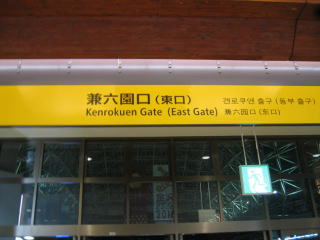 兼六園口（東口）
Kenrokuen Gate (East Gate)
켄로쿠엔 출구 (동부 출구)
兼六园口 (东口)